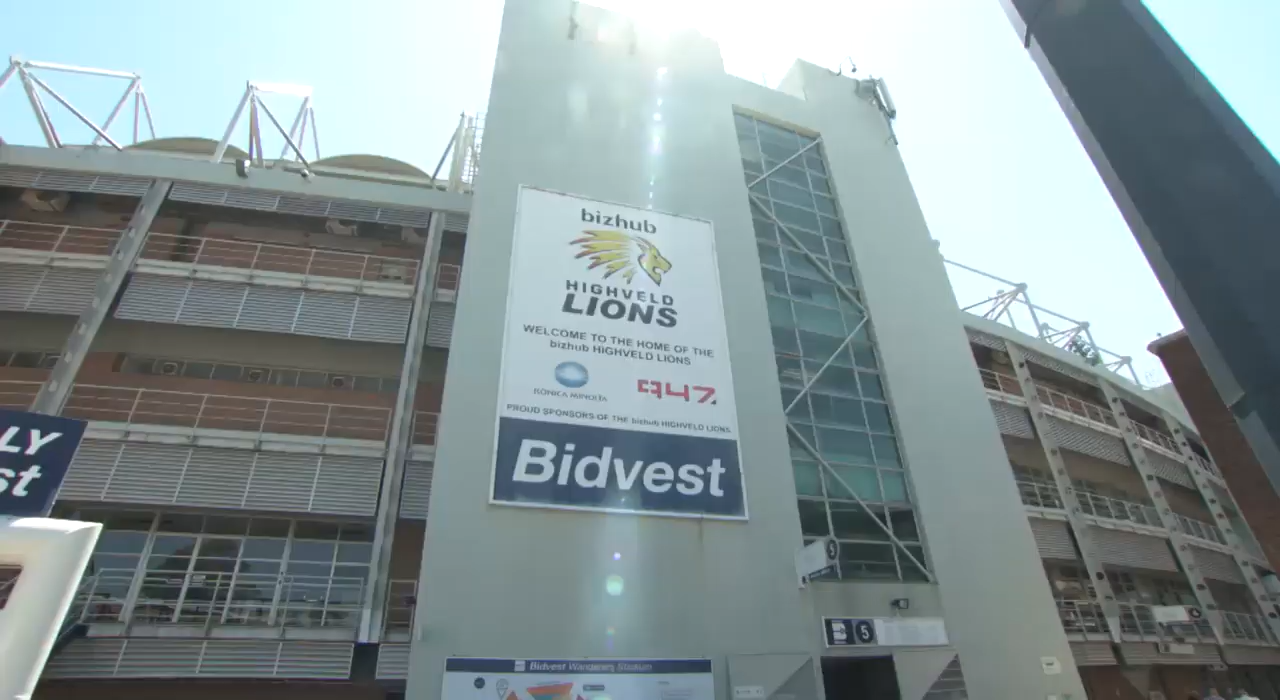 bizhub
HIGHVELD
LIONS
WELCOME TO THE HOME OF THE
bizhub HIGHVELD LIONS
KONICA MINOLTA
947
PROUD SPONSORS OF THE bizhub HIGHVELD LIONS.
Bidvest
LY
st
5
5
Bidvest Wanderers Stadium